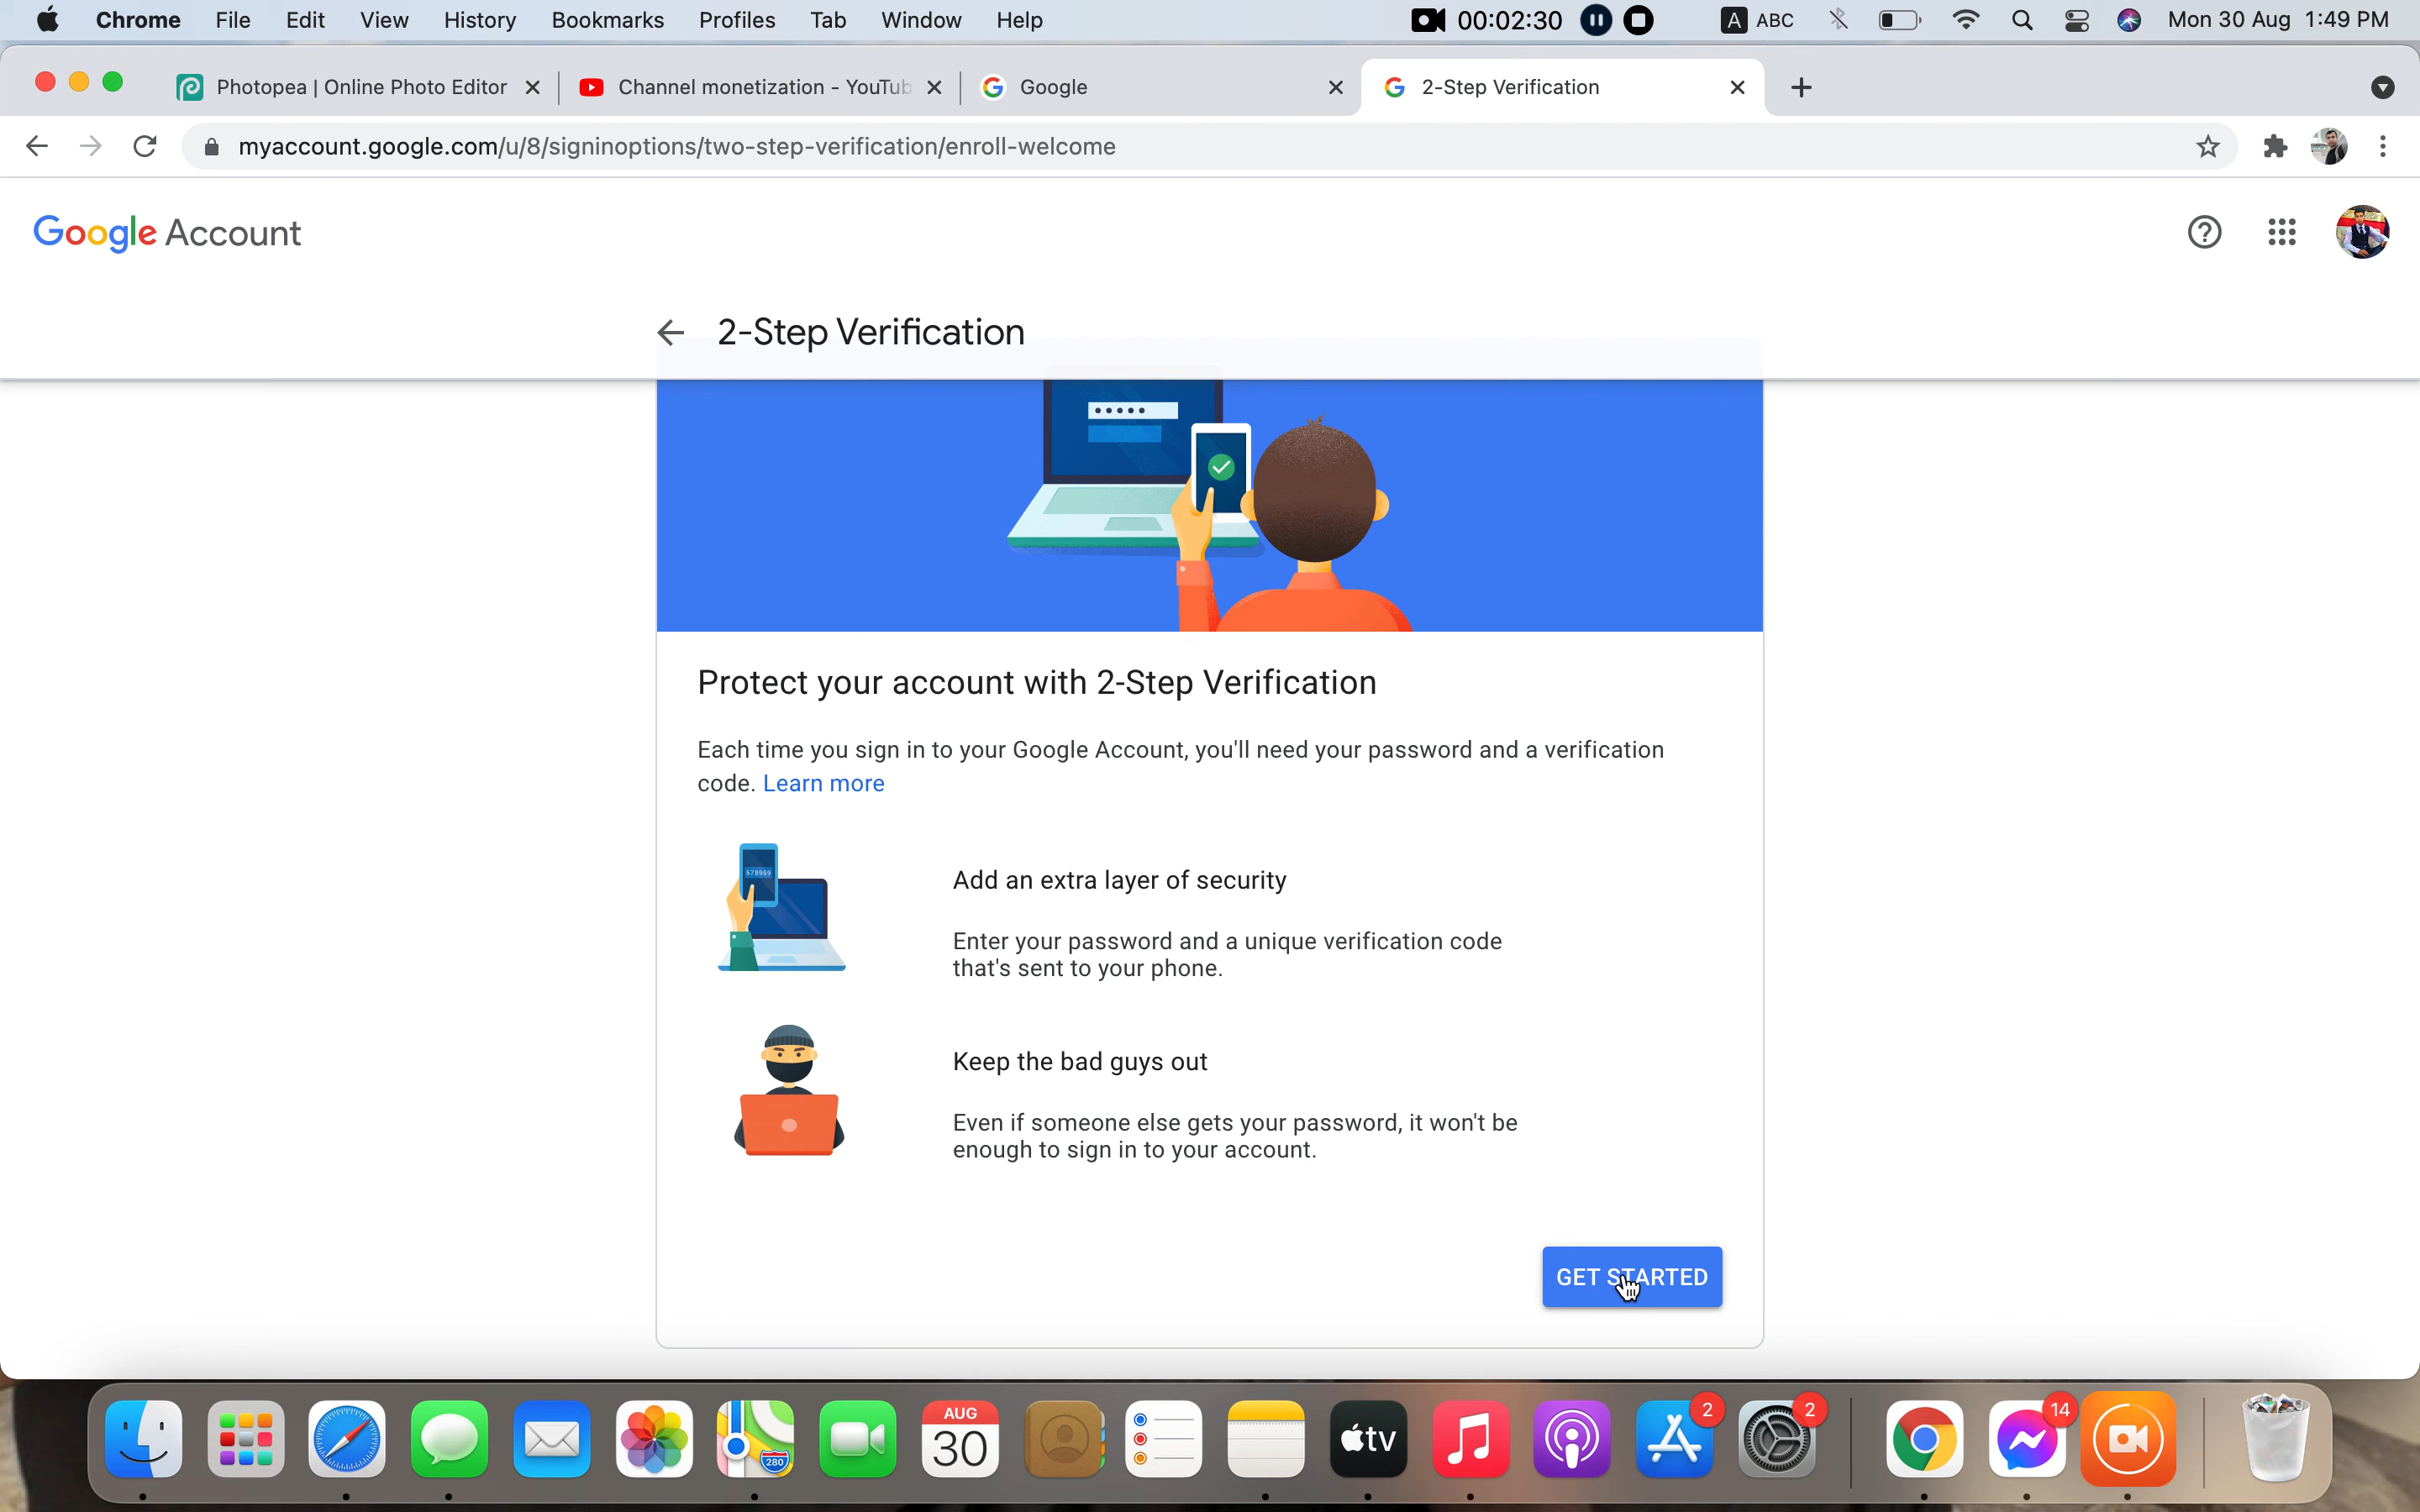 Chrome File Edit View History Bookmarks Profiles Tab Window Help 00:02:30 A ABC Mon 30 Aug 1:49 PM
Photopea | Online Photo Editor Channel monetization - YouTub Google 2-Step Verification
myaccount.google.com/u/8/signinoptions/two-step-verification/enroll-welcome
Google Account
2-Step Verification
Protect your account with 2-Step Verification
Each time you sign in to your Google Account, you'll need your password and a verification
code. Learn more
578969
Add an extra layer of security
Enter your password and a unique verification code
that's sent to your phone.
Keep the bad guys out
Even if someone else gets your password, it won't be
enough to sign in to your account.
GET STARTED
AUG
30
280
tv
2
2
14